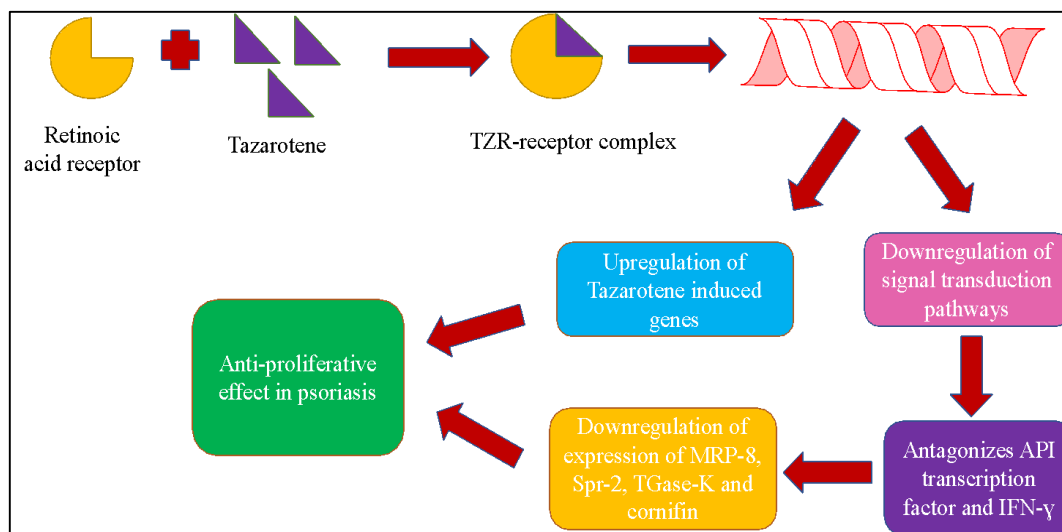 Retinoic
acid receptor
Tazarotene
TZR-receptor complex
Upregulation of
Tazarotene induced
genes
Downregulation of
signal transduction
pathways
Anti-proliferative
effect in psoriasis
Downregulation of
expression of MRP-8,
Spr-2, TGase-K and
cornifin
Antagonizes API
transcription
factor and IFN-ɣ